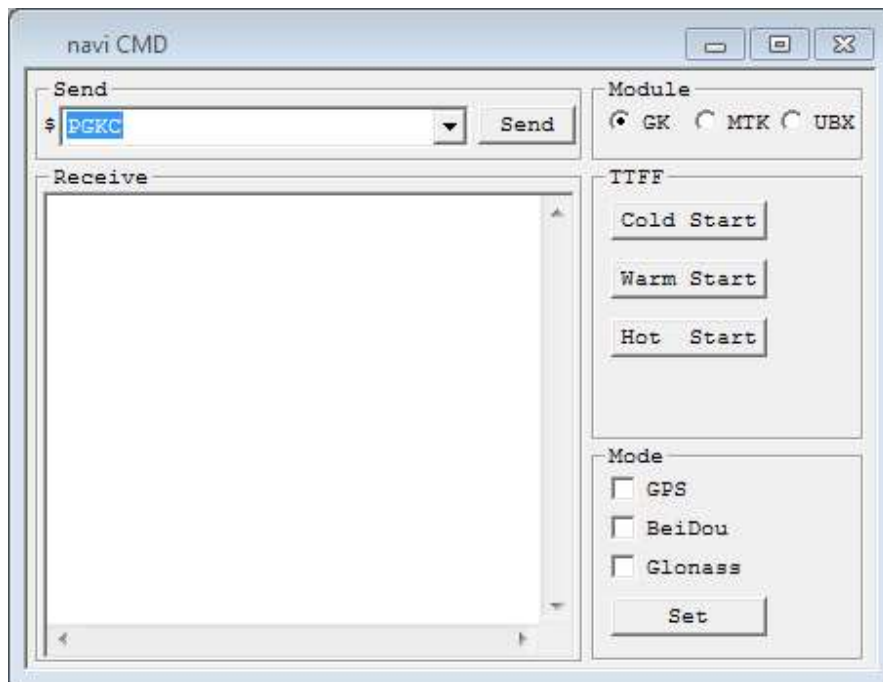 navi CMD
Send
$ PGKC Send
Module
GK MTK UBX
Receive
TTFF
Cold Start
Warm Start
Hot Start
Mode
GPS
BeiDou
Glonass
Set